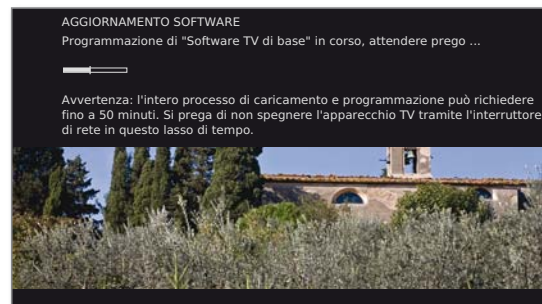 AGGIORNAMENTO SOFTWARE
Programmazione di "Software TV di base" in corso, attendere prego ...
Avvertenza: l'intero processo di caricamento e programmazione può richiedere
fino a 50 minuti. Si prega di non spegnere l'apparecchio TV tramite l'interruttore
di rete in questo lasso di tempo.